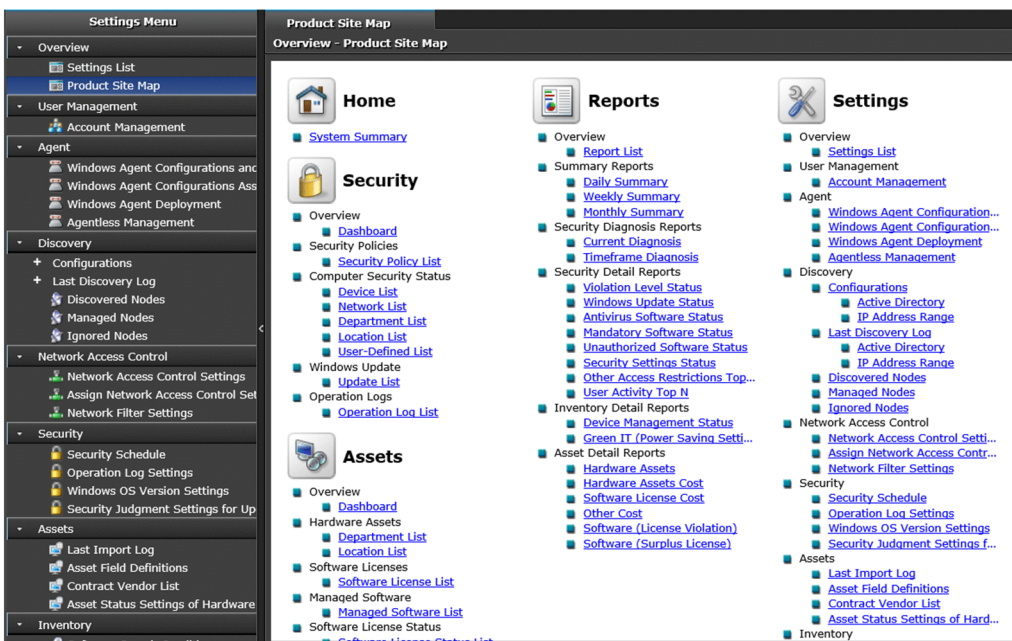 Settings Menu
Overview
Settings List
Product Site Map
User Management
Account Management
Agent
Windows Agent Configurations and
Windows Agent Configurations Ass
Windows Agent Deployment
Agentless Management
Discovery
Configurations
Last Discovery Log
Discovered Nodes
Managed Nodes
Ignored Nodes
Network Access Control
Network Access Control Settings
Assign Network Access Control Set
Network Filter Settings
Security
Security Schedule
Operation Log Settings
Windows OS Version Settings
Security Judgment Settings for Up
Assets
Last Import Log
Asset Field Definitions
Contract Vendor List
Asset Status Settings of Hardware
Inventory
Product Site Map
Overview - Product Site Map
Home
System Summary
Security
Overview
Dashboard
Security Policies
Security Policy List
Computer Security Status
Device List
Network List
Department List
Location List
User-Defined List
Windows Update
Update List
Operation Logs
Operation Log List
Assets
Overview
Dashboard
Hardware Assets
Department List
Location List
Software Licenses
Software License List
Managed Software
Managed Software List
Software License Status
Software License Status List
Reports
Overview
Report List
Summary Reports
Daily Summary
Weekly Summary
Monthly Summary
Security Diagnosis Reports
Current Diagnosis
Timeframe Diagnosis
Security Detail Reports
Violation Level Status
Windows Update Status
Antivirus Software Status
Mandatory Software Status
Unauthorized Software Status
Security Settings Status
Other Access Restrictions Top...
User Activity Top N
Inventory Detail Reports
Device Management Status
Green IT (Power Saving Setti...
Asset Detail Reports
Hardware Assets
Hardware Assets Cost
Software License Cost
Other Cost
Software (License Violation)
Software (Surplus License)
Settings
Overview
Settings List
User Management
Account Management
Agent
Windows Agent Configuration...
Windows Agent Configuration...
Windows Agent Deployment
Agentless Management
Discovery
Configurations
Active Directory
IP Address Range
Last Discovery Log
Active Directory
IP Address Range
Discovered Nodes
Managed Nodes
Ignored Nodes
Network Access Control
Network Access Control Setti...
Assign Network Access Contr...
Network Filter Settings
Security
Security Schedule
Operation Log Settings
Windows OS Version Settings
Security Judgment Settings f...
Assets
Last Import Log
Asset Field Definitions
Contract Vendor List
Asset Status Settings of Hard...
Inventory